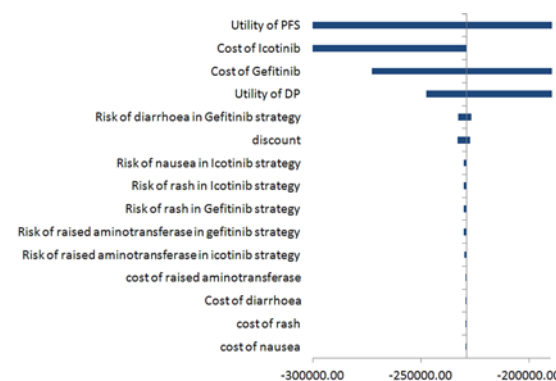 Utility of PFS
Cost of Icotinib
Cost of Gefitinib
Utility of DP
Risk of diarrhoea in Gefitinib strategy
discount
Risk of nausea in Icotinib strategy
Risk of rash in Icotinib strategy
Risk of rash in Gefitinib strategy
Risk of raised aminotransferase in gefitinib strategy
Risk of raised aminotransferase in icotinib strategy
cost of raised aminotransferase
Cost of diarrhoea
cost of rash
cost of nausea
-300000.00 -250000.00 -200000.00